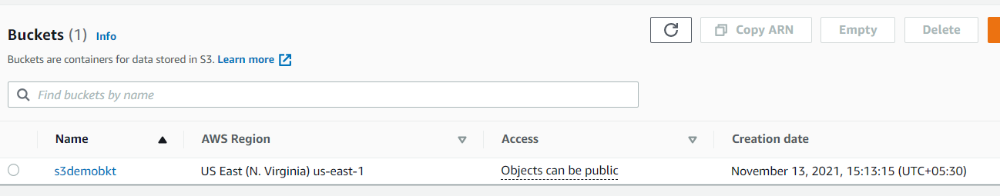 Buckets (1) Info
Copy ARN Empty Delete
Buckets are containers for data stored in S3. Learn more
Find buckets by name
Name AWS Region Access Creation date
s3demobkt US East (N. Virginia) us-east-1 Objects can be public November 13, 2021, 15:13:15 (UTC+05:30)